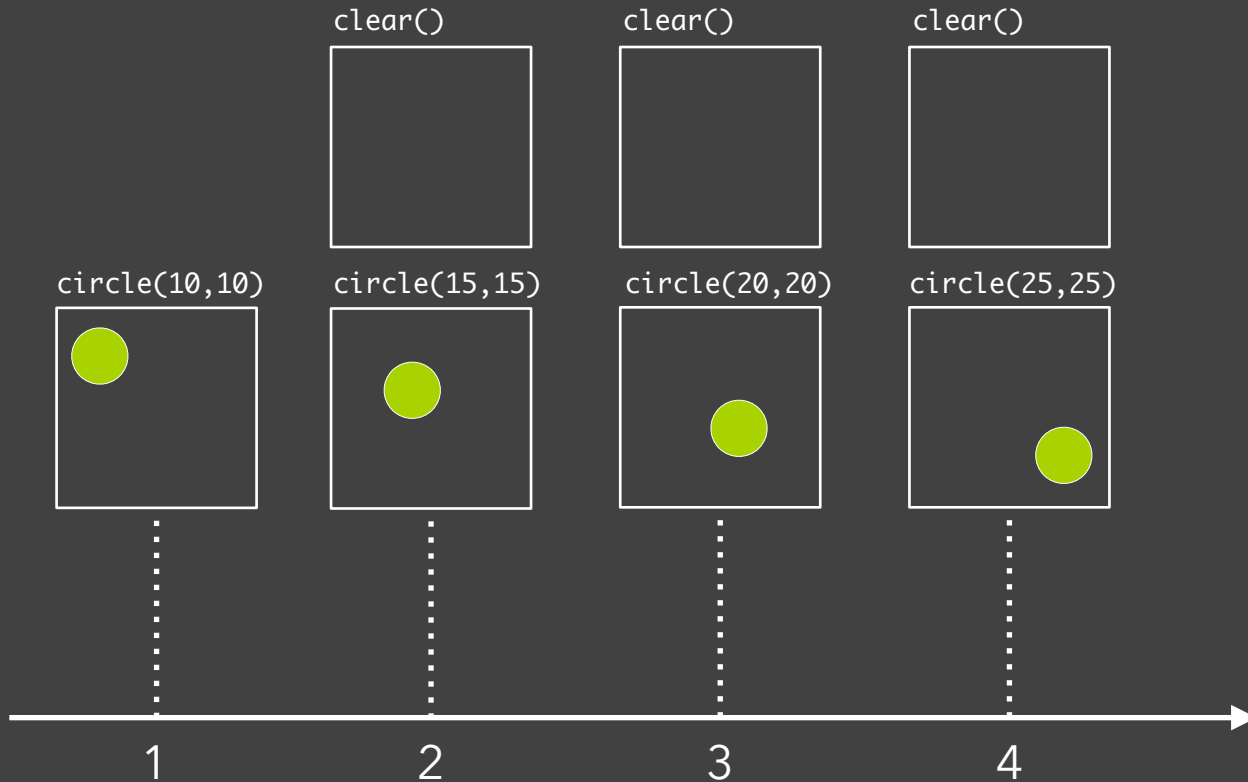 clear()
clear()
clear()
circle(10,10)
circle(15,15)
circle(20,20)
circle(25,25)
1
2
3
4